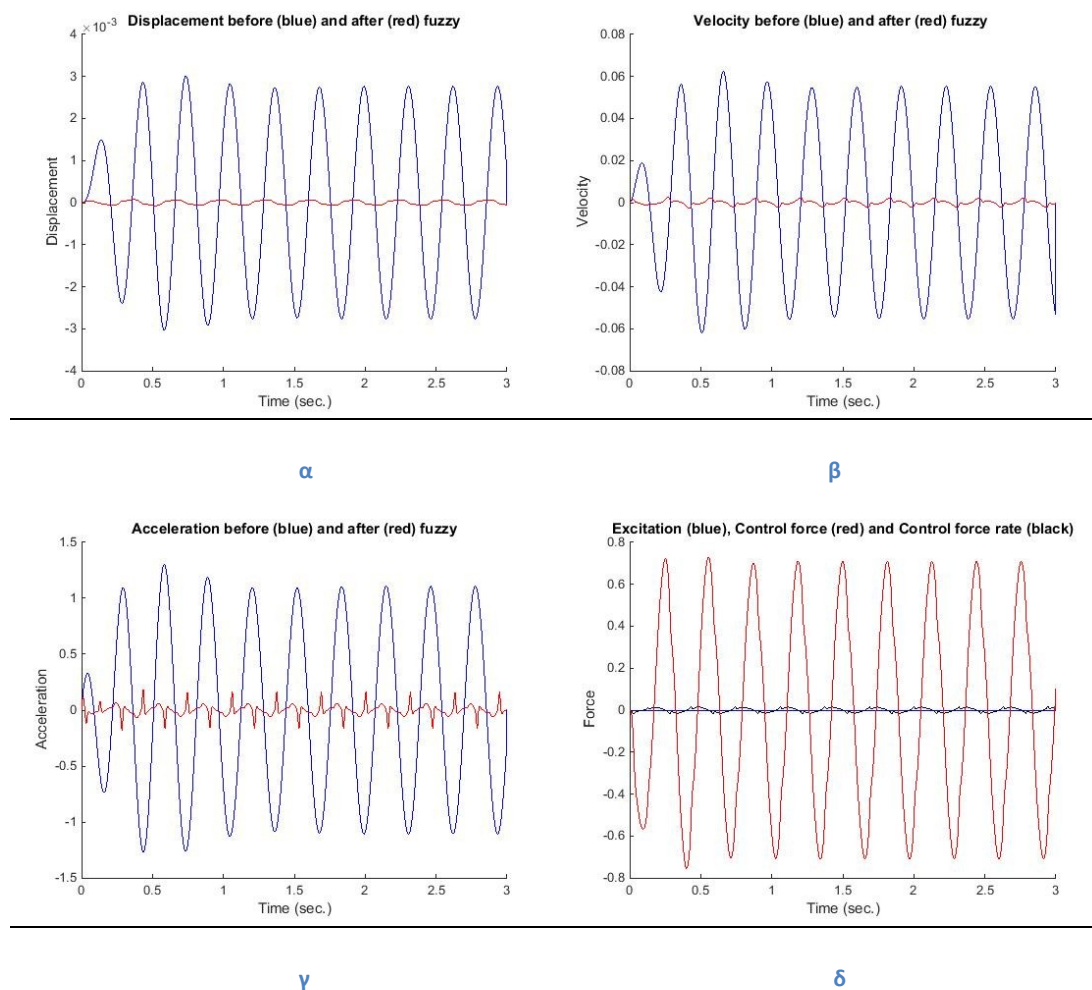 Displacement before (blue) and after (red) fuzzy
×10⁻³
4
3
2
1
0
-1
-2
-3
-4
Displacement
0 0.5 1 1.5 2 2.5 3
Time (sec.)
Velocity before (blue) and after (red) fuzzy
0.08
0.06
0.04
0.02
0
-0.02
-0.04
-0.06
-0.08
Velocity
0 0.5 1 1.5 2 2.5 3
Time (sec.)
α
β
Acceleration before (blue) and after (red) fuzzy
1.5
1
0.5
0
-0.5
-1
-1.5
Acceleration
0 0.5 1 1.5 2 2.5 3
Time (sec.)
Excitation (blue), Control force (red) and Control force rate (black)
0.8
0.6
0.4
0.2
0
-0.2
-0.4
-0.6
-0.8
Force
0 0.5 1 1.5 2 2.5 3
Time (sec.)
γ
δ